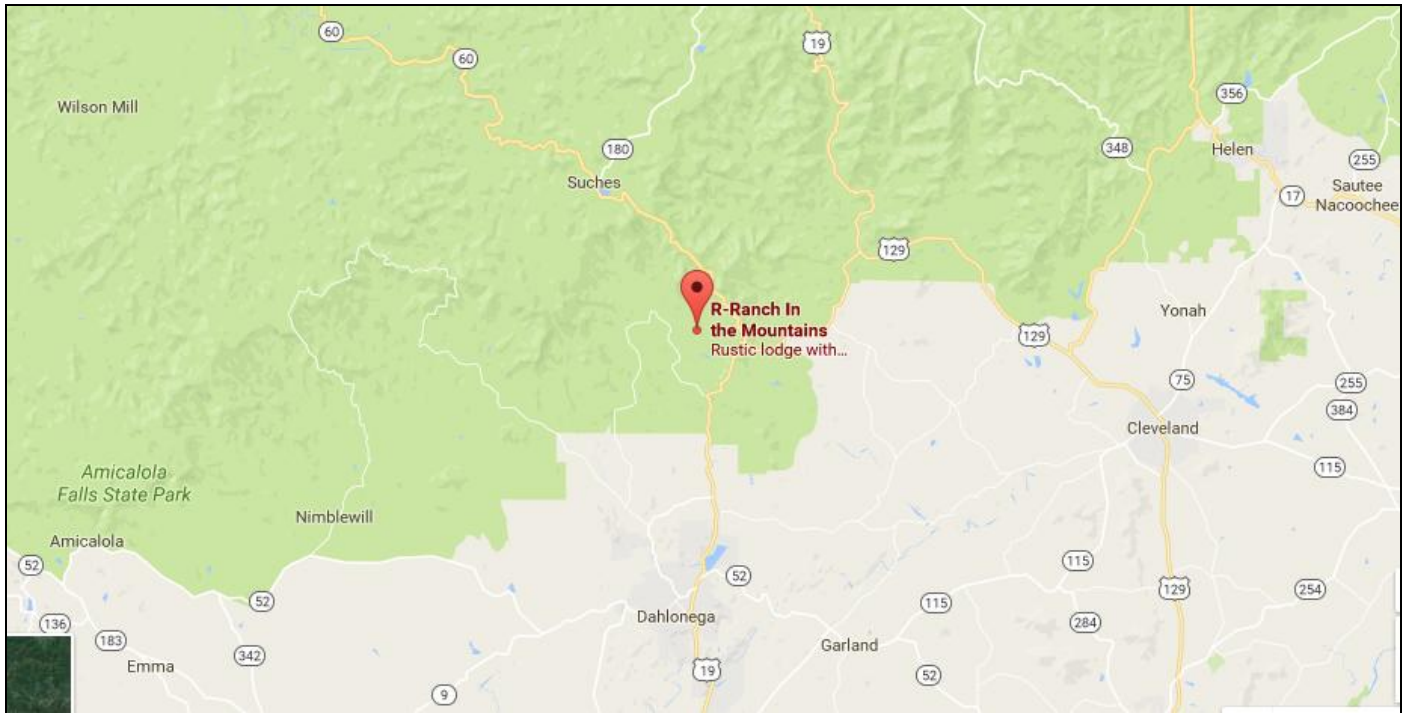 60
19
60
356
Wilson Mill
180
348
Helen
255
Suches
Sautee
Nacoochee
17
129
R-Ranch In
the Mountains
Rustic lodge with...
Yonah
129
75
255
384
Cleveland
115
Amicalola
Falls State Park
Nimblewill
Amicalola
52
52
52
115
115
129
254
136
183
Dahlonega
284
Garland
342
Emma
19
52
9